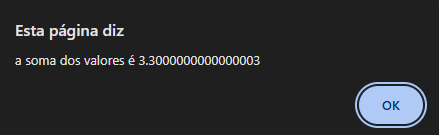 Esta página diz
a soma dos valores é 3.3000000000000003
OK